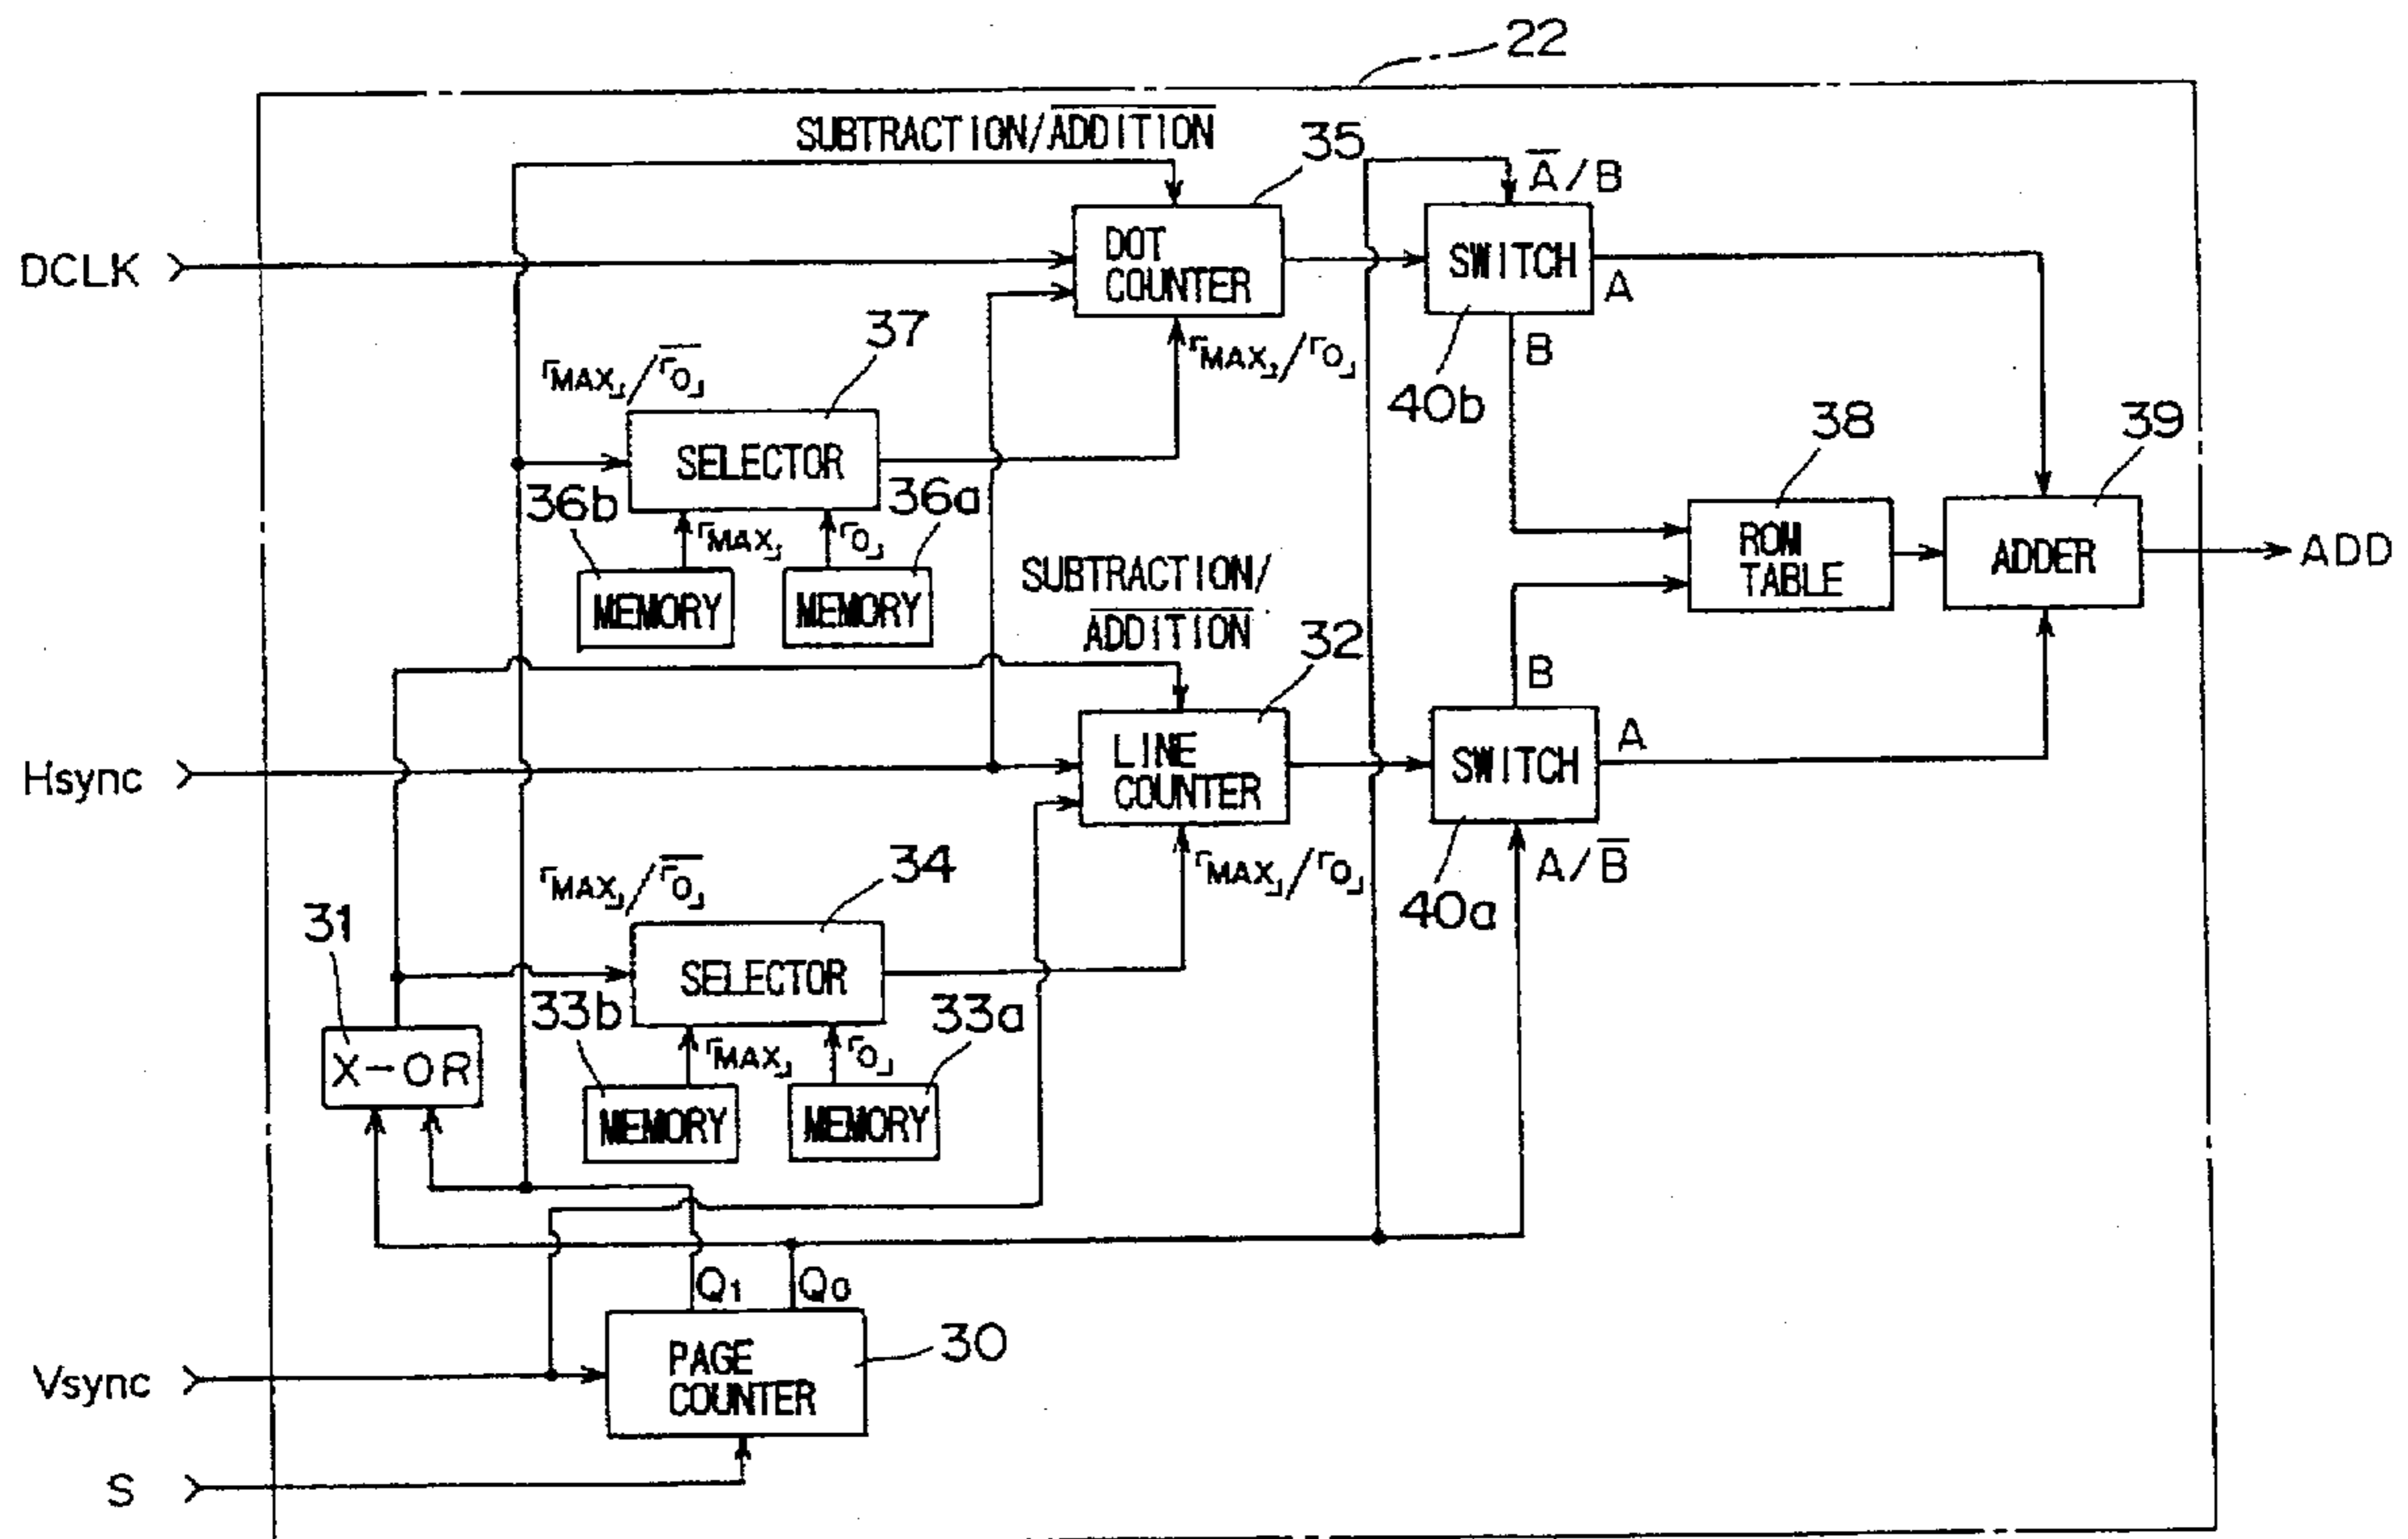 22
SUBTRACTION/A̅D̅D̅I̅T̅I̅O̅N̅
35
A̅/B
DCLK
DOT
COUNTER
SWITCH
A
37
「MAX」/「0̅」
「MAX」/「0」
B
40b
38
39
SELECTOR
36b
36a
「MAX」
「0」
ROM
TABLE
ADDER
ADD
MEMORY
MEMORY
SUBTRACTION/
A̅D̅D̅I̅T̅I̅O̅N̅
32
B
Hsync
LINE
COUNTER
SWITCH
A
34
「MAX」/「0̅」
「MAX」/「0」
A/B̅
40a
31
SELECTOR
33b
33a
X-OR
「MAX」
「0」
MEMORY
MEMORY
Q1
Q0
Vsync
PAGE
COUNTER
30
S